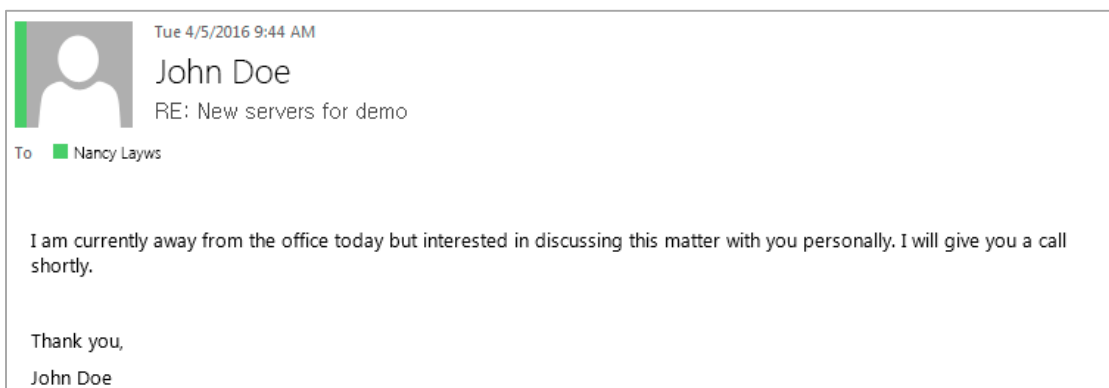 Tue 4/5/2016 9:44 AM
John Doe
RE: New servers for demo
To Nancy Layws
I am currently away from the office today but interested in discussing this matter with you personally. I will give you a call
shortly.
Thank you,
John Doe